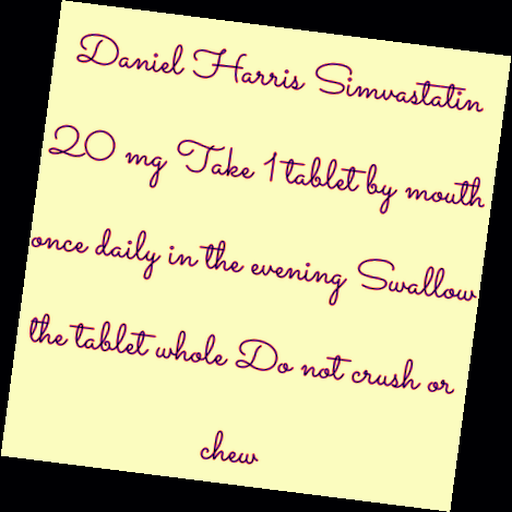 Daniel Harris Simvastatin
20 mg Take 1 tablet by mouth
once daily in the evening Swallow
the tablet whole Do not crush or
chew